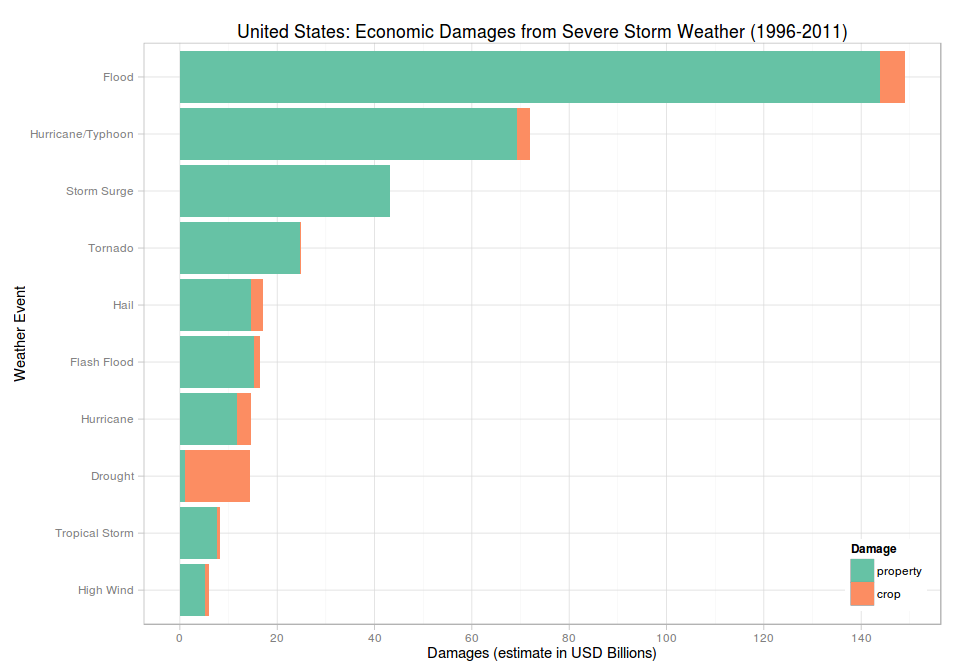 United States: Economic Damages from Severe Storm Weather (1996-2011)
Weather Event
Flood
Hurricane/Typhoon
Storm Surge
Tornado
Hail
Flash Flood
Hurricane
Drought
Tropical Storm
High Wind
Damage
property
crop
0 20 40 60 80 100 120 140
Damages (estimate in USD Billions)